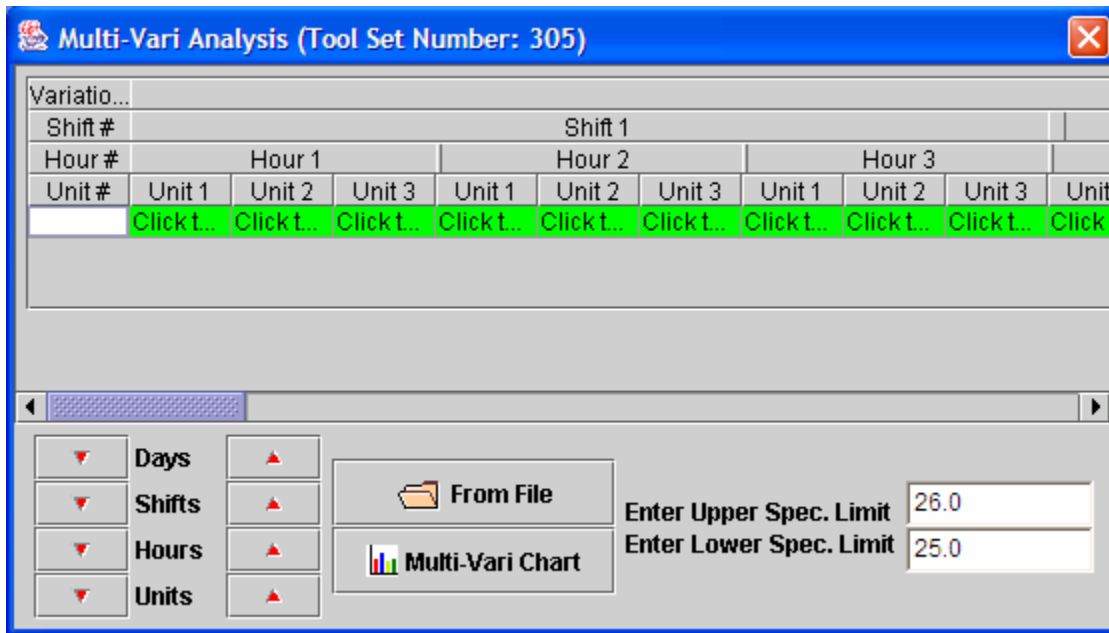 Multi-Vari Analysis (Tool Set Number: 305)
Variatio...
Shift # Shift 1
Hour # Hour 1 Hour 2 Hour 3
Unit # Unit 1 Unit 2 Unit 3 Unit 1 Unit 2 Unit 3 Unit 1 Unit 2 Unit 3 Unit
Click t... Click t... Click t... Click t... Click t... Click t... Click t... Click t... Click t... Click
Days
Shifts
Hours
Units
From File
Multi-Vari Chart
Enter Upper Spec. Limit 26.0
Enter Lower Spec. Limit 25.0